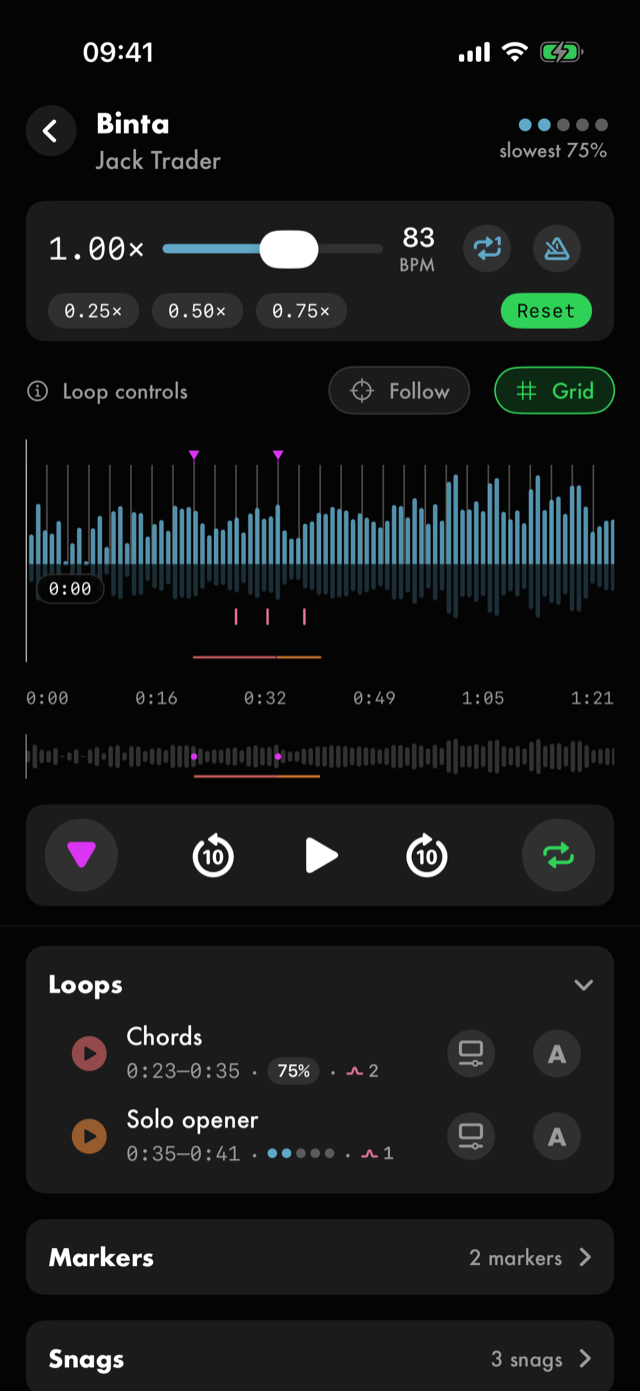 09:41
Binta
Jack Trader
slowest 75%
1.00×
83
BPM
0.25× 0.50× 0.75× Reset
Loop controls Follow Grid
0:00
0:00 0:16 0:32 0:49 1:05 1:21
10 10
Loops
Chords
0:23—0:35 · 75% · 2
A
Solo opener
0:35—0:41 · · 1
A
Markers 2 markers
Snags 3 snags